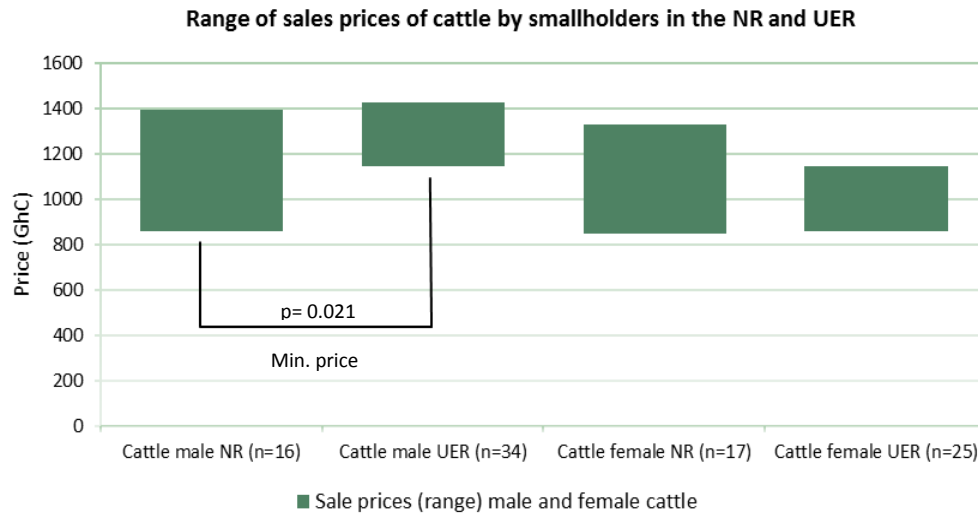 Range of sales prices of cattle by smallholders in the NR and UER
Price (GhC)
1600
1400
1200
1000
800
600
400
200
0
p= 0.021
Min. price
Cattle male NR (n=16)
Cattle male UER (n=34)
Cattle female NR (n=17)
Cattle female UER (n=25)
Sale prices (range) male and female cattle